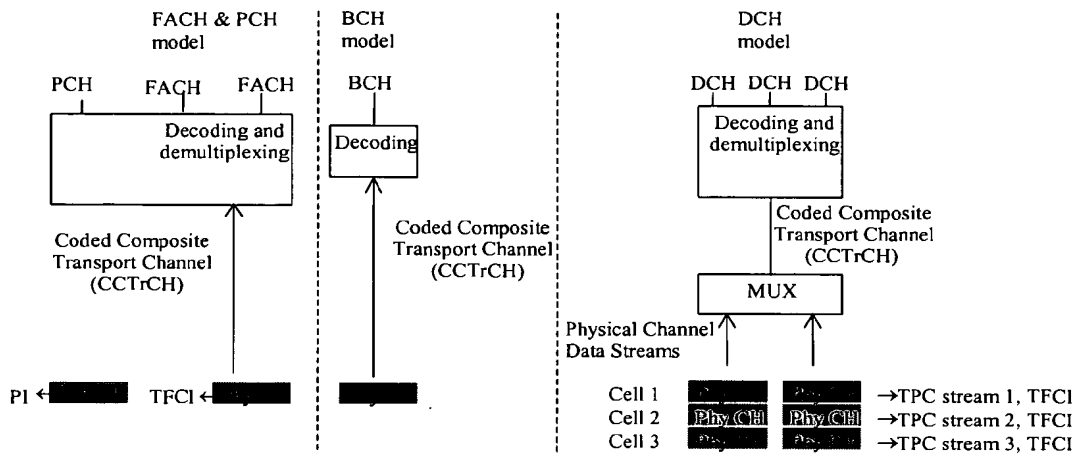 FACH & PCH
model
PCH
FACH
FACH
Decoding and
demultiplexing
Coded Composite
Transport Channel
(CCTrCH)
PI
TFCI
BCH
model
BCH
Decoding
Coded Composite
Transport Channel
(CCTrCH)
DCH
model
DCH DCH DCH
Decoding and
demultiplexing
Coded Composite
Transport Channel
(CCTrCH)
MUX
Physical Channel
Data Streams
Cell 1
→TPC stream 1, TFCI
Cell 2 Phy CH Phy CH →TPC stream 2, TFCI
Cell 3
→TPC stream 3, TFCI